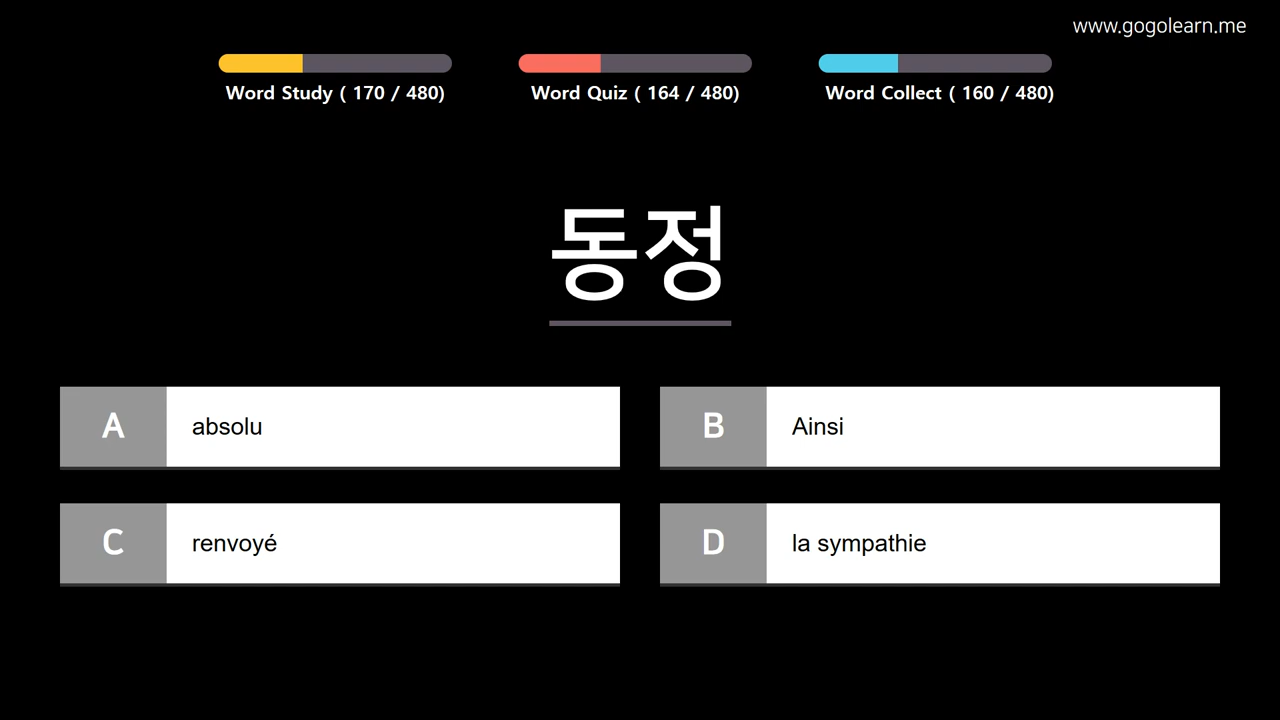 www.gogolearn.me
Word Study ( 170 / 480)
Word Quiz ( 164 / 480)
Word Collect ( 160 / 480)
동정
A absolu
B Ainsi
C renvoyé
D la sympathie